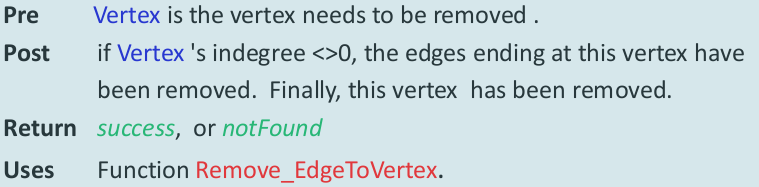 Pre Vertex is the vertex needs to be removed .
Post if Vertex 's indegree <>0, the edges ending at this vertex have
been removed. Finally, this vertex has been removed.
Return success, or notFound
Uses Function Remove_EdgeToVertex.